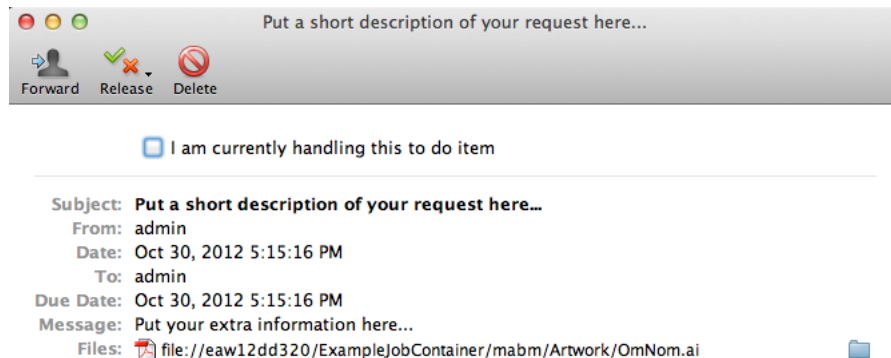 Put a short description of your request here...
Forward Release Delete
I am currently handling this to do item
Subject: Put a short description of your request here...
From: admin
Date: Oct 30, 2012 5:15:16 PM
To: admin
Due Date: Oct 30, 2012 5:15:16 PM
Message: Put your extra information here...
Files: file://eaw12dd320/ExampleJobContainer/mabm/Artwork/OmNom.ai